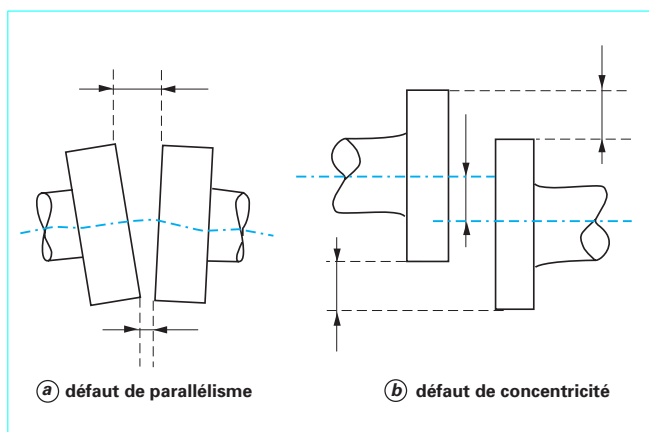 a défaut de parallélisme
b défaut de concentricité